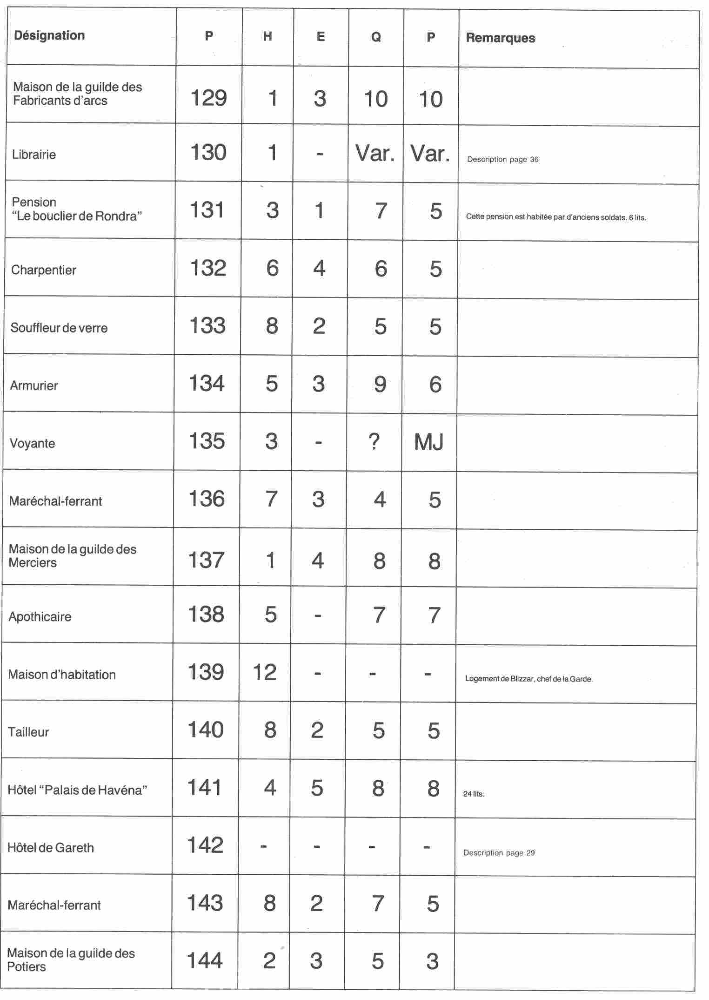 Désignation P H E Q P Remarques
Maison de la guilde des
Fabricants d'arcs 129 1 3 10 10
Librairie 130 1 - Var. Var. Description page 36
Pension
“Le bouclier de Rondra” 131 3 1 7 5 Cette pension est habitée par d'anciens soldats. 6 lits.
Charpentier 132 6 4 6 5
Souffleur de verre 133 8 2 5 5
Armurier 134 5 3 9 6
Voyante 135 3 - ? MJ
Maréchal-ferrant 136 7 3 4 5
Maison de la guilde des
Merciers 137 1 4 8 8
Apothicaire 138 5 - 7 7
Maison d'habitation 139 12 - - - Logement de Blizzar, chef de la Garde.
Tailleur 140 8 2 5 5
Hôtel “Palais de Havéna” 141 4 5 8 8 24 lits.
Hôtel de Gareth 142 - - - - Description page 29
Maréchal-ferrant 143 8 2 7 5
Maison de la guilde des
Potiers 144 2 3 5 3